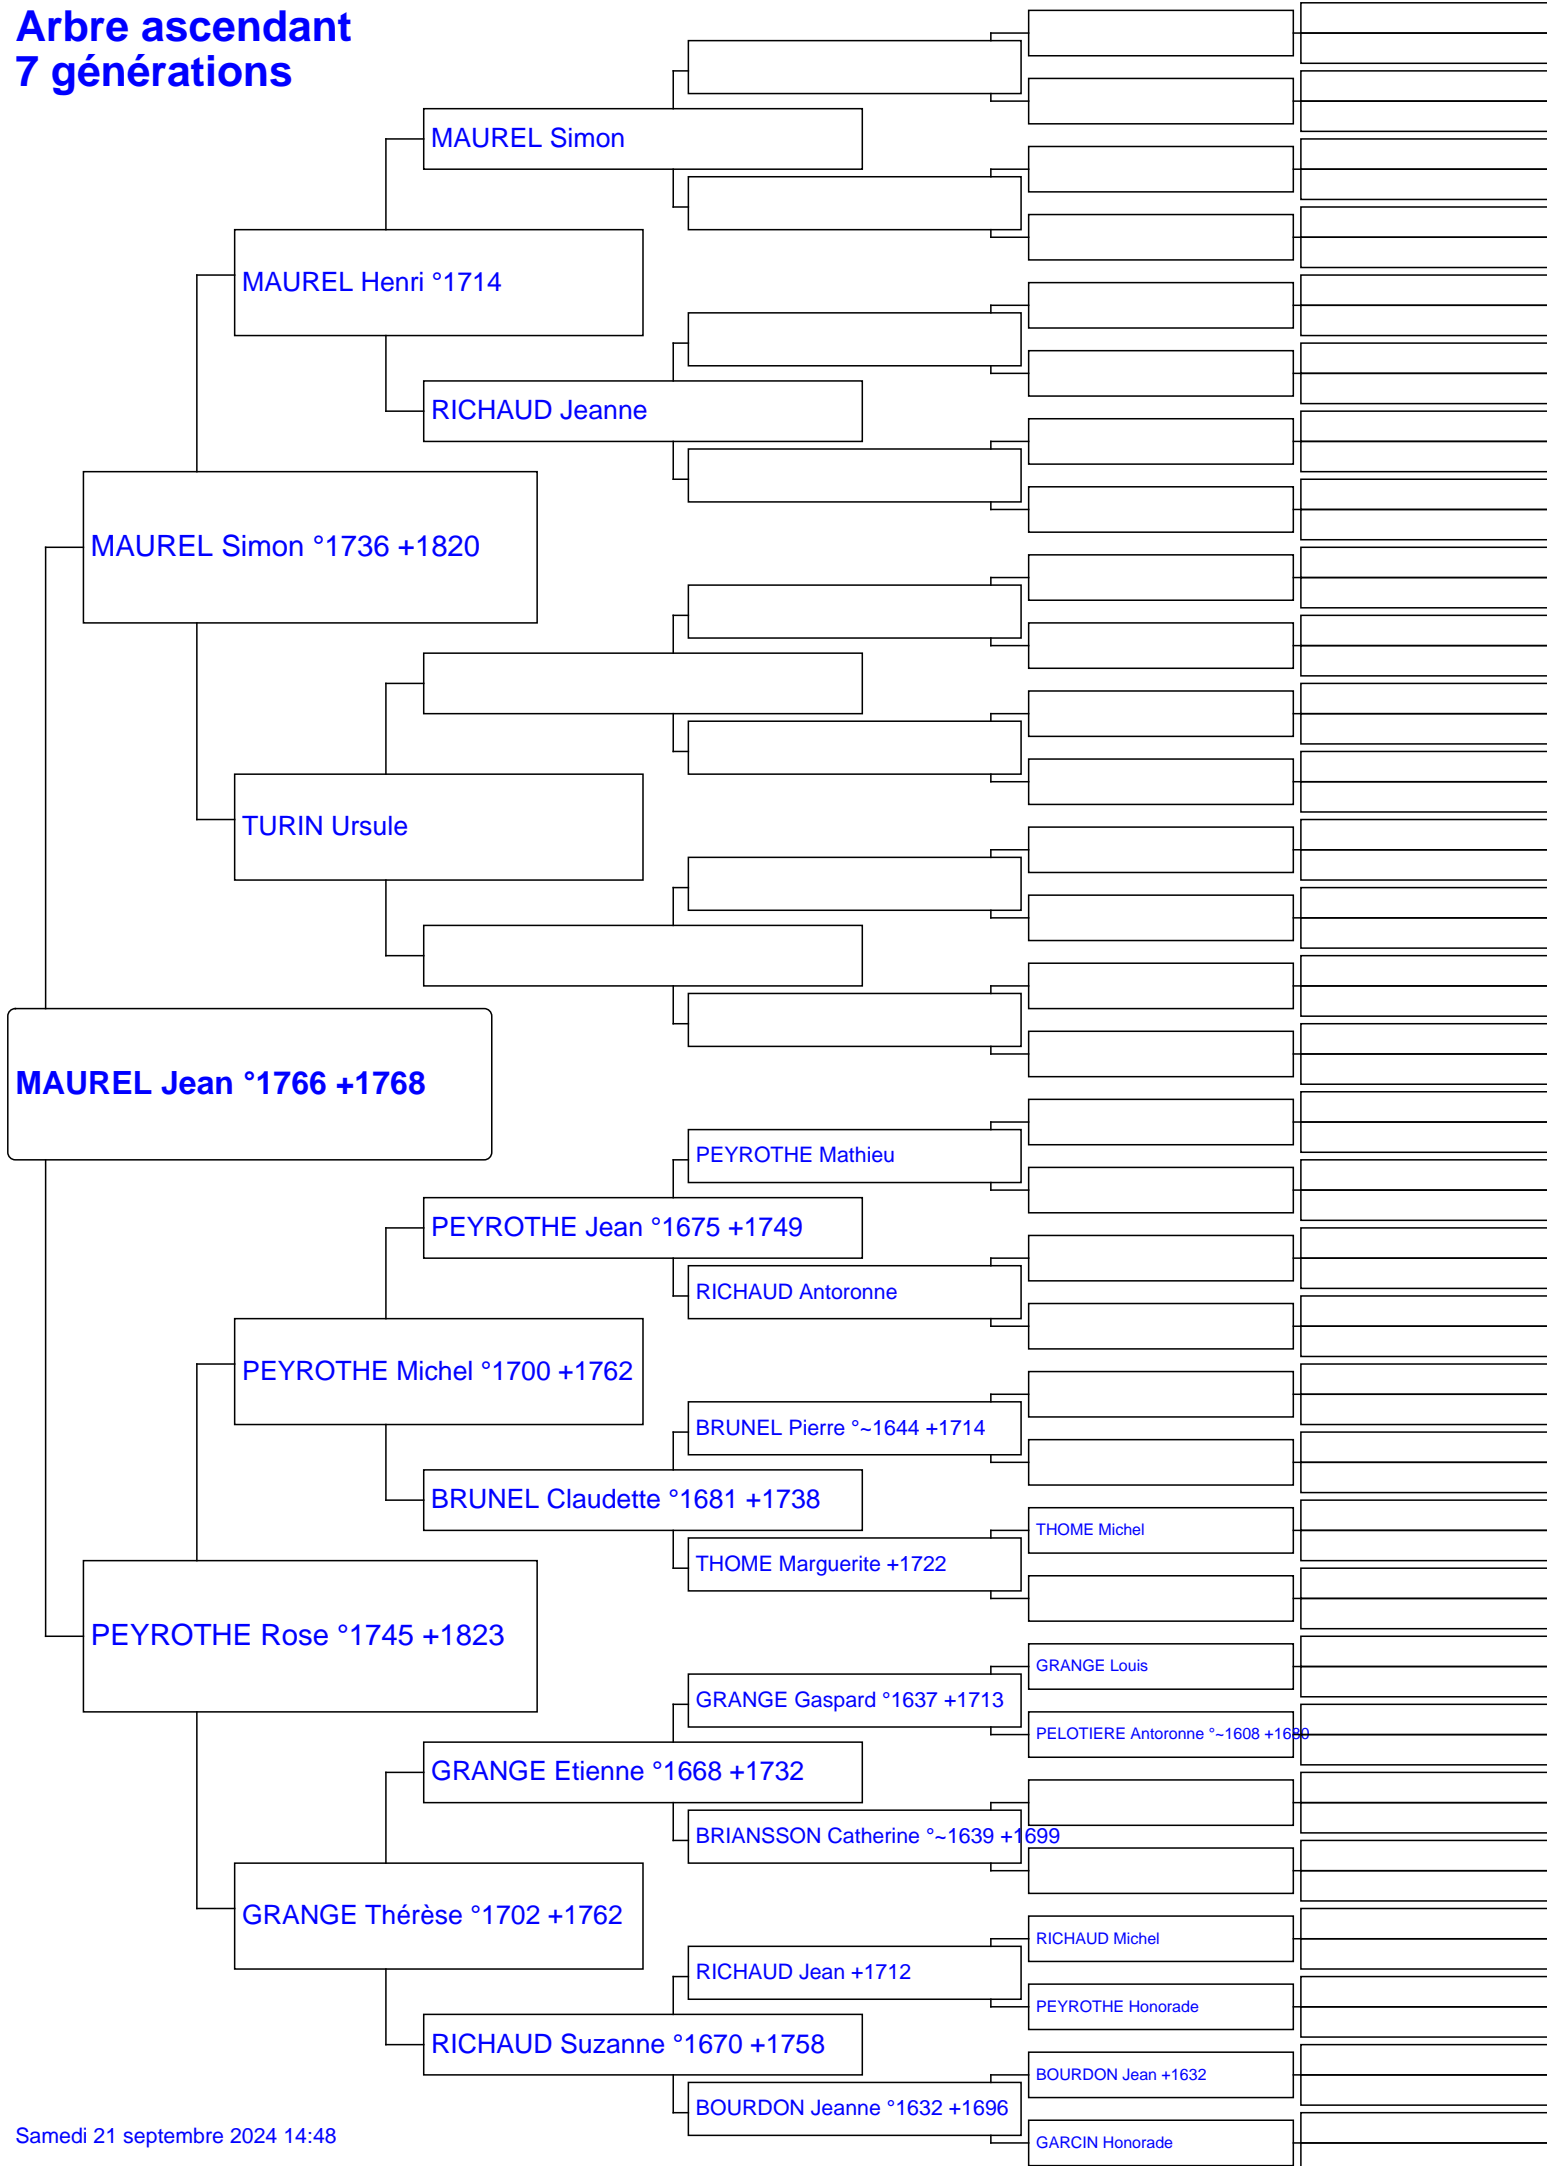 Arbre ascendant
7 générations
MAUREL Simon
MAUREL Henri °1714
RICHAUD Jeanne
MAUREL Simon °1736 +1820
TURIN Ursule
MAUREL Jean °1766 +1768
PEYROTHE Mathieu
PEYROTHE Jean °1675 +1749
RICHAUD Antoronne
PEYROTHE Michel °1700 +1762
BRUNEL Pierre °~1644 +1714
BRUNEL Claudette °1681 +1738
THOME Michel
THOME Marguerite +1722
PEYROTHE Rose °1745 +1823
GRANGE Louis
GRANGE Gaspard °1637 +1713
PELOTIERE Antoronne °~1608 +1680
GRANGE Etienne °1668 +1732
BRIANSSON Catherine °~1639 +1699
GRANGE Thérèse °1702 +1762
RICHAUD Michel
RICHAUD Jean +1712
PEYROTHE Honorade
RICHAUD Suzanne °1670 +1758
BOURDON Jean +1632
BOURDON Jeanne °1632 +1696
GARCIN Honorade
Samedi 21 septembre 2024 14:48